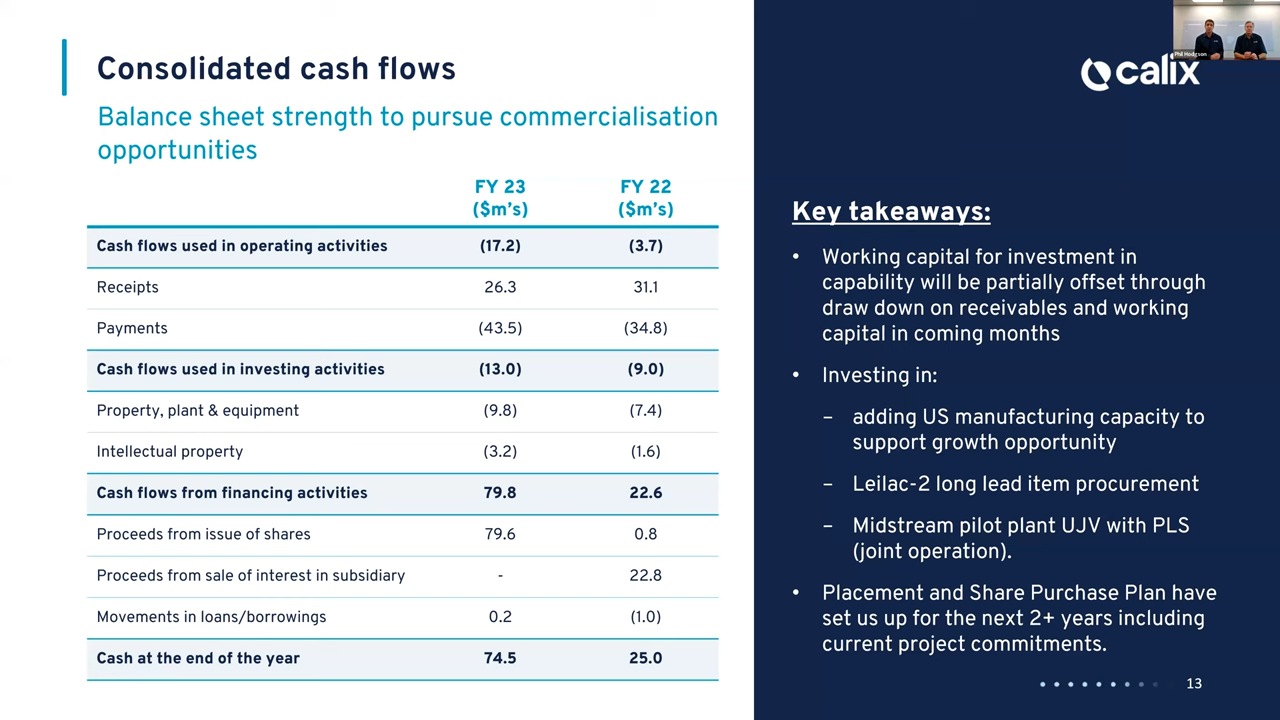 Consolidated cash flows
Balance sheet strength to pursue commercialisation
opportunities
FY 23 FY 22
($m’s) ($m’s)
Cash flows used in operating activities (17.2) (3.7)
Receipts 26.3 31.1
Payments (43.5) (34.8)
Cash flows used in investing activities (13.0) (9.0)
Property, plant & equipment (9.8) (7.4)
Intellectual property (3.2) (1.6)
Cash flows from financing activities 79.8 22.6
Proceeds from issue of shares 79.6 0.8
Proceeds from sale of interest in subsidiary - 22.8
Movements in loans/borrowings 0.2 (1.0)
Cash at the end of the year 74.5 25.0
Phil Hodgson
calix
Key takeaways:
• Working capital for investment in
capability will be partially offset through
draw down on receivables and working
capital in coming months
• Investing in:
– adding US manufacturing capacity to
support growth opportunity
– Leilac-2 long lead item procurement
– Midstream pilot plant UJV with PLS
(joint operation).
• Placement and Share Purchase Plan have
set us up for the next 2+ years including
current project commitments.
13